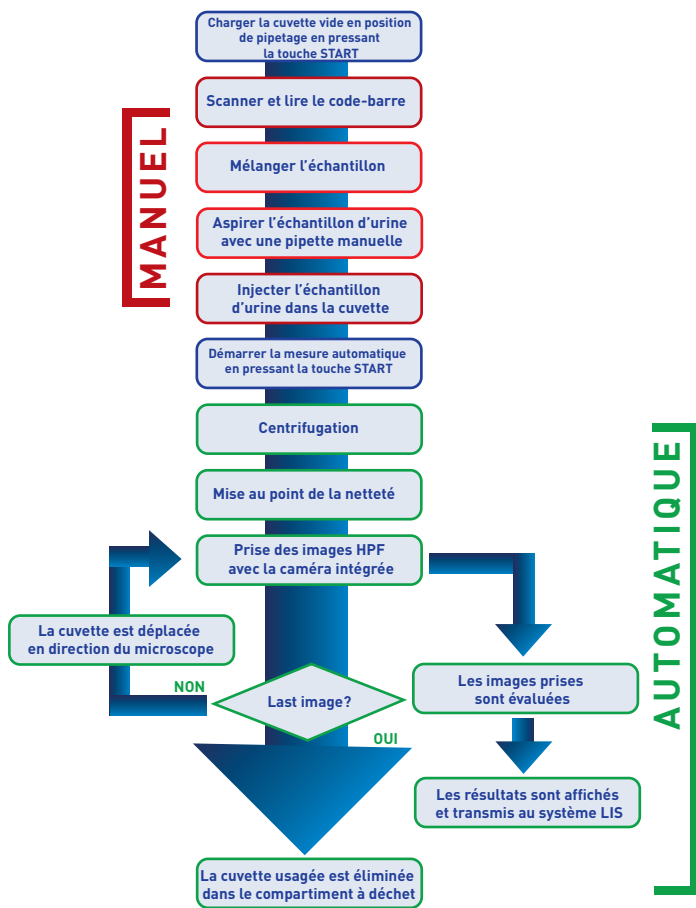 Charger la cuvette vide en position
de pipetage en pressant
la touche START
Scanner et lire le code-barre
MANUEL
Mélanger l'échantillon
Aspirer l'échantillon d'urine
avec une pipette manuelle
Injecter l'échantillon
d'urine dans la cuvette
Démarrer la mesure automatique
en pressant la touche START
Centrifugation
AUTOMATIQUE
Mise au point de la netteté
Prise des images HPF
avec la caméra intégrée
La cuvette est déplacée
en direction du microscope
NON
Last image?
OUI
Les images prises
sont évaluées
Les résultats sont affichés
et transmis au système LIS
La cuvette usagée est éliminée
dans le compartiment à déchet